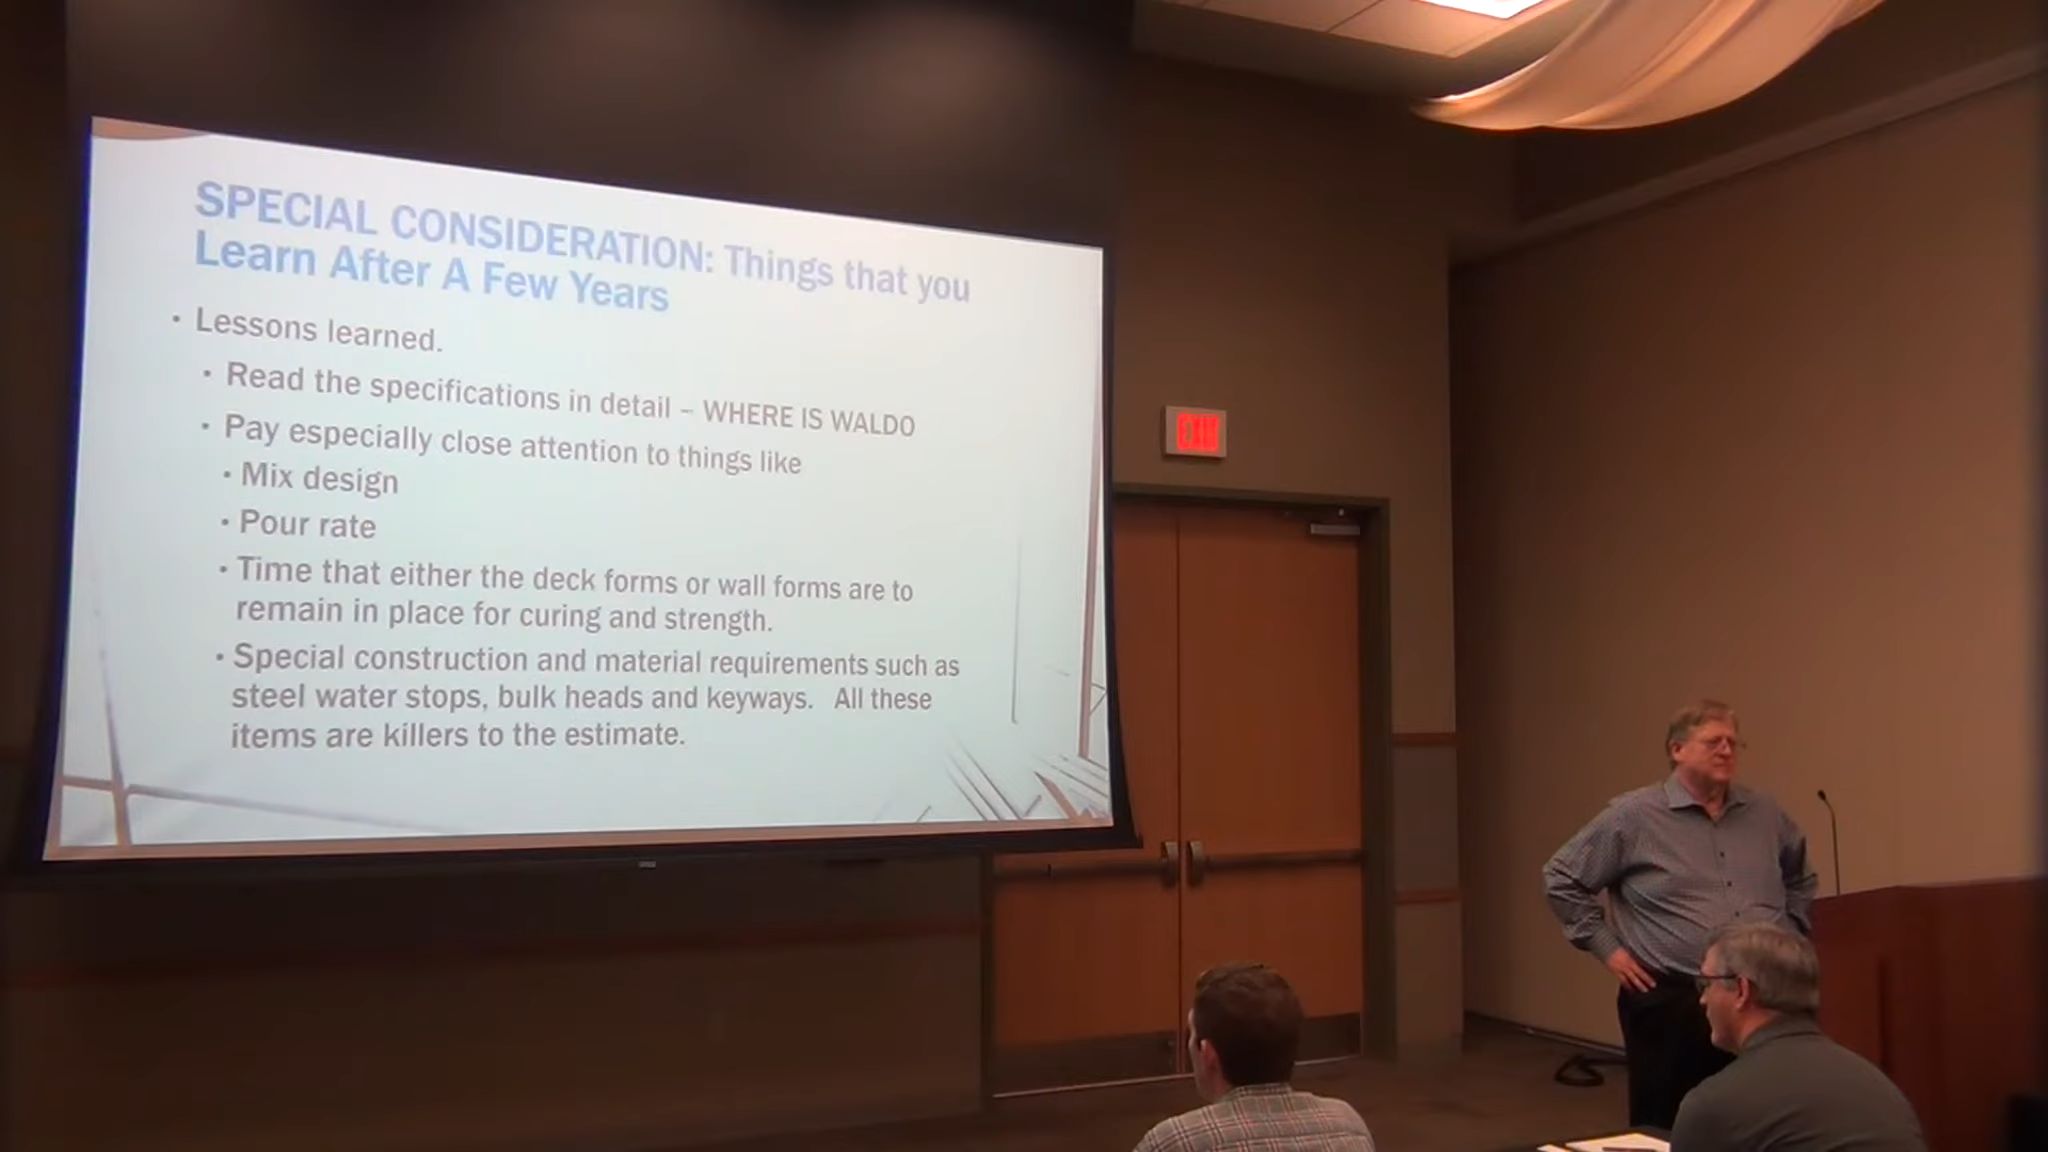 SPECIAL CONSIDERATION: Things that you
Learn After A Few Years
• Lessons learned.
• Read the specifications in detail – WHERE IS WALDO
• Pay especially close attention to things like
• Mix design
• Pour rate
• Time that either the deck forms or wall forms are to
remain in place for curing and strength.
• Special construction and material requirements such as
steel water stops, bulk heads and keyways. All these
items are killers to the estimate.
EXIT